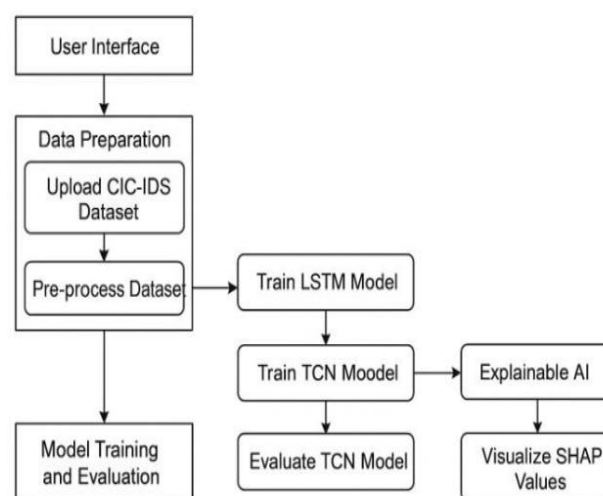 User Interface
Data Preparation
Upload CIC-IDS
Dataset
Pre-process Dataset
Train LSTM Model
Train TCN Moodel
Explainable AI
Model Training
and Evaluation
Evaluate TCN Model
Visualize SHAP
Values